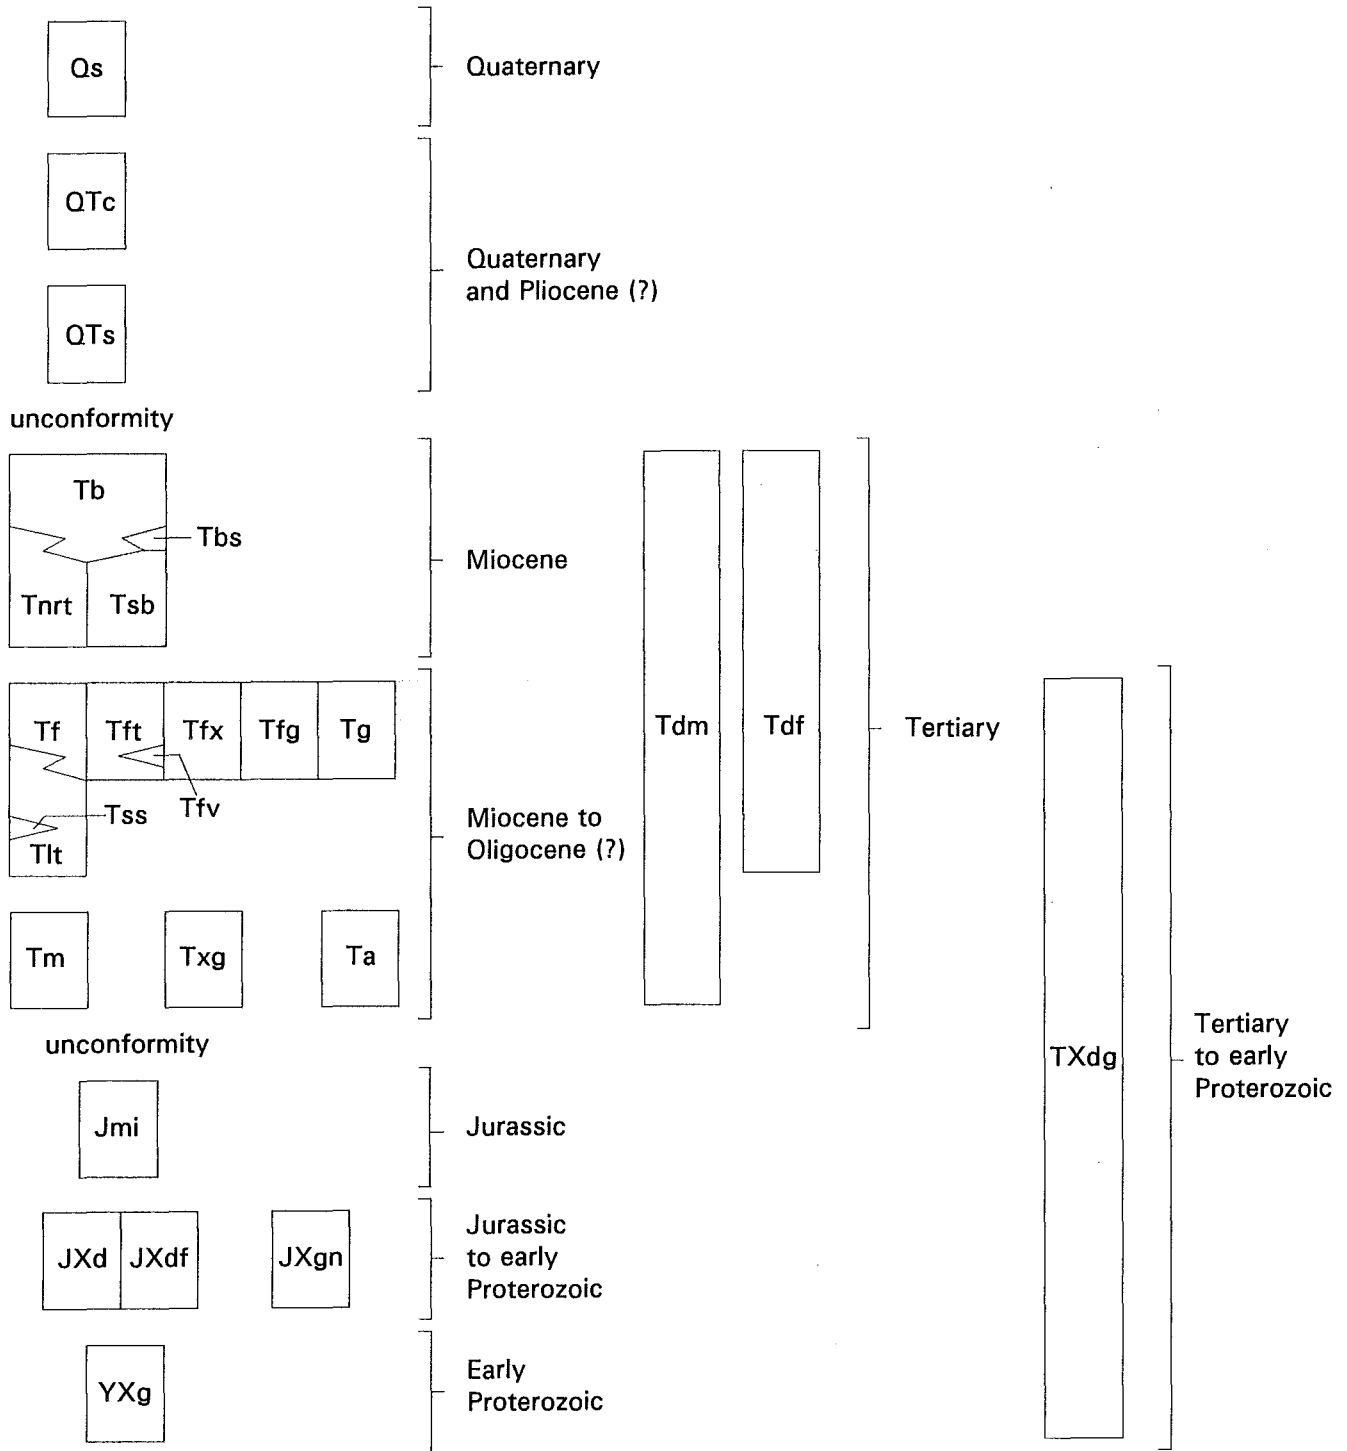 Qs
Quaternary
QTc
Quaternary
and Pliocene (?)
QTs
unconformity
Tb
Tbs
Miocene
Tnrt
Tsb
Tf
Tft
Tfx
Tfg
Tg
Tdm
Tdf
Tertiary
Tss
Tfv
Miocene to
Oligocene (?)
Tlt
Tm
Txg
Ta
unconformity
TXdg
Tertiary
to early
Proterozoic
Jmi
Jurassic
JXd
JXdf
JXgn
Jurassic
to early
Proterozoic
YXg
Early
Proterozoic